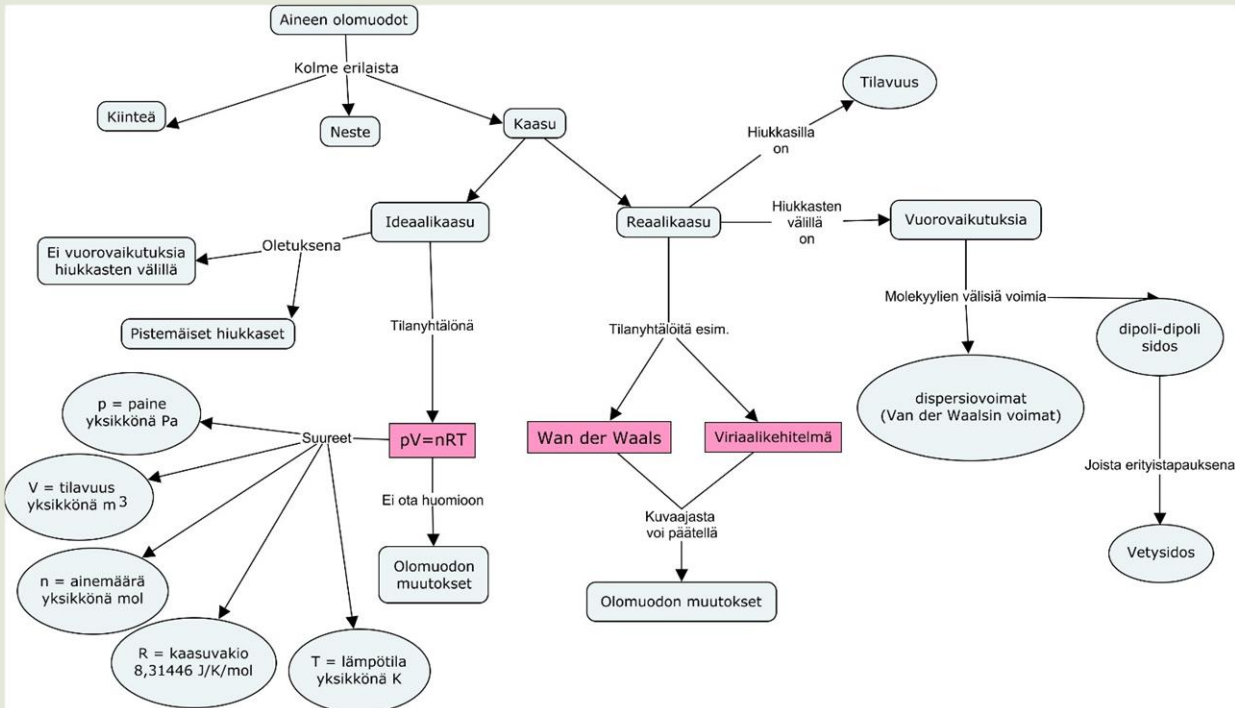 Aineen olomuodot
Kolme erilaista
Kiinteä
Neste
Kaasu
Tilavuus
Hiukkasilla
on
Ideaalikaasu
Reaalikaasu
Hiukkasten
välillä
on
Vuorovaikutuksia
Oletuksena
Ei vuorovaikutuksia
hiukkasten välillä
Pistemäiset hiukkaset
Tilanyhtälönä
Tilanyhtälöitä esim.
Molekyylien välisiä voimia
dipoli-dipoli
sidos
dispersiovoimat
(Van der Waalsin voimat)
Joista erityistapauksena
Vetysidos
p = paine
yksikkönä Pa
Suureet
pV=nRT
Wan der Waals
Viriaalikehitelmä
V = tilavuus
yksikkönä m3
Ei ota huomioon
Kuvaajasta
voi päätellä
n = ainemäärä
yksikkönä mol
Olomuodon
muutokset
Olomuodon muutokset
R = kaasuvakio
8,31446 J/K/mol
T = lämpötila
yksikkönä K